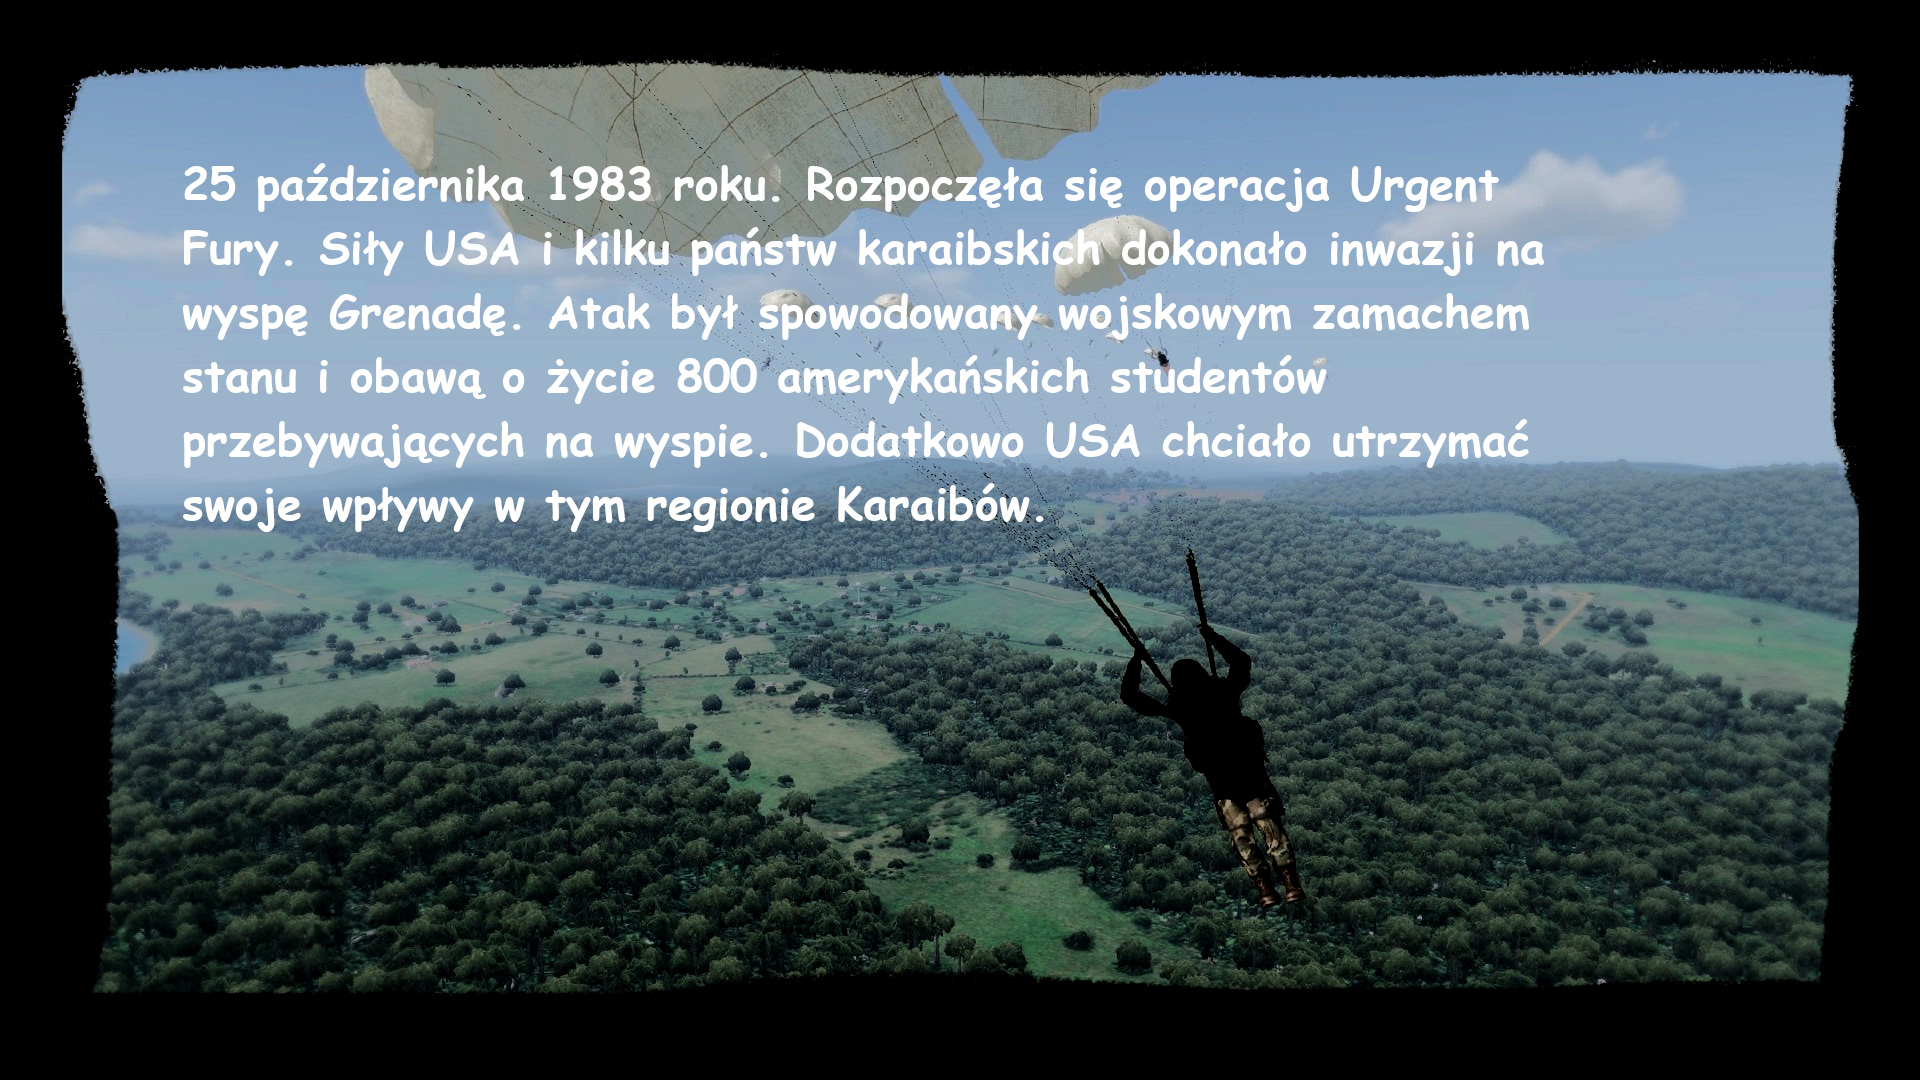 25 października 1983 roku. Rozpoczęła się operacja Urgent
Fury. Siły USA i kilku państw karaibskich dokonało inwazji na
wyspę Grenadę. Atak był spowodowany wojskowym zamachem
stanu i obawą o życie 800 amerykańskich studentów
przebywających na wyspie. Dodatkowo USA chciało utrzymać
swoje wpływy w tym regionie Karaibów.